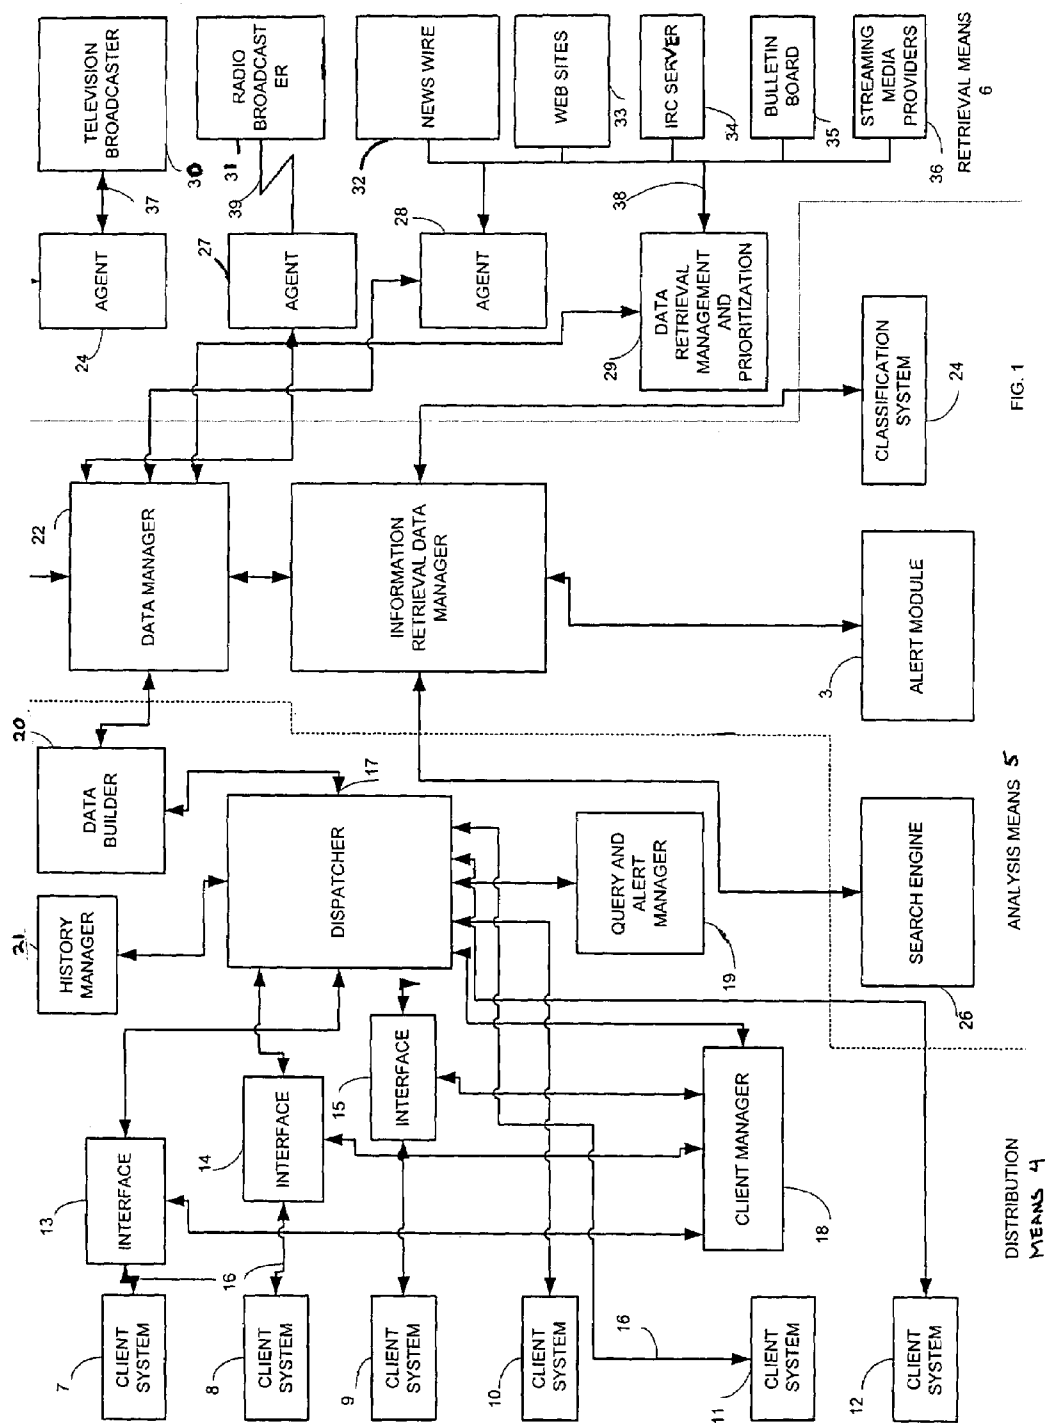 TELEVISION
BROADCASTER
30
RADIO
BROADCAST
ER
31
NEWS WIRE
32
WEB SITES
33
IRC SERVER
34
BULLETIN
BOARD
35
STREAMING
MEDIA
PROVIDERS
36
RETRIEVAL MEANS
6
37
39
38
AGENT
24
AGENT
27
AGENT
28
DATA
RETRIEVAL
MANAGEMENT
AND
PRIORITIZATION
29
CLASSIFICATION
SYSTEM
24
FIG. 1
DATA MANAGER
22
INFORMATION
RETRIEVAL DATA
MANAGER
ALERT MODULE
3
DATA
BUILDER
20
HISTORY
MANAGER
21
DISPATCHER
17
QUERY AND
ALERT
MANAGER
19
SEARCH ENGINE
26
ANALYSIS MEANS 5
INTERFACE
13
INTERFACE
14
INTERFACE
15
CLIENT MANAGER
18
DISTRIBUTION
MEANS 4
16
16
CLIENT
SYSTEM
7
CLIENT
SYSTEM
8
CLIENT
SYSTEM
9
CLIENT
SYSTEM
10
CLIENT
SYSTEM
11
CLIENT
SYSTEM
12